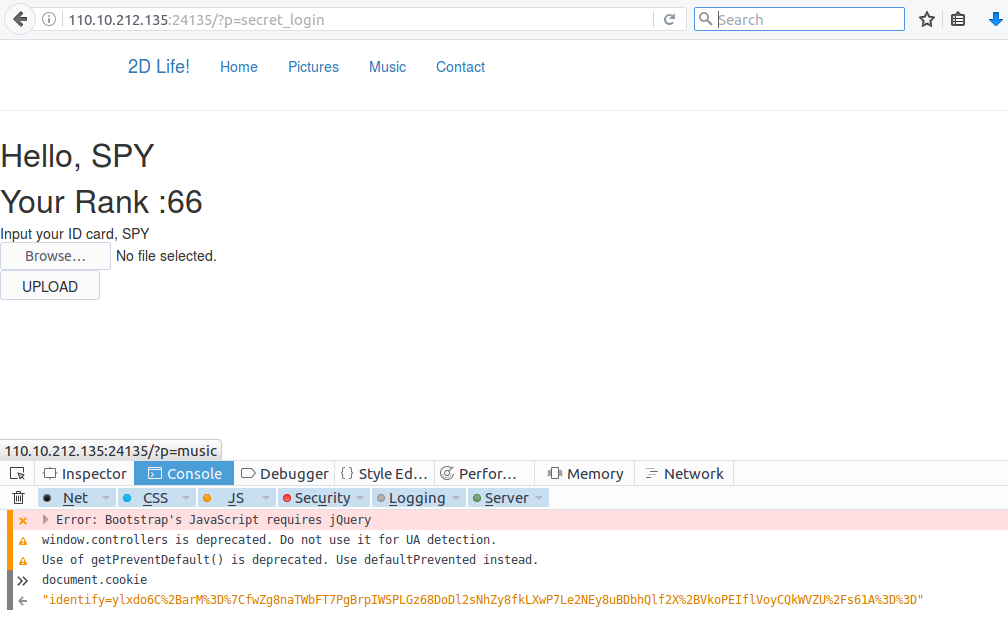 110.10.212.135:24135/?p=secret_login
Search
2D Life! Home Pictures Music Contact
Hello, SPY
Your Rank :66
Input your ID card, SPY
Browse... No file selected.
UPLOAD
110.10.212.135:24135/?p=music
Inspector Console Debugger {} Style Ed... Perfor... Memory Network
Net CSS JS Security Logging Server
Error: Bootstrap's JavaScript requires jQuery
window.controllers is deprecated. Do not use it for UA detection.
Use of getPreventDefault() is deprecated. Use defaultPrevented instead.
document.cookie
"identify=ylxdo6C%2BarM%3D%7CfwZg8naTWbFT7PgBrpIWSPLGz68DoDl2sNhZy8fkLXwP7Le2NEy8uBDbhQlf2X%2BVkoPEIflVoyCQkWVZU%2Fs61A%3D%3D"